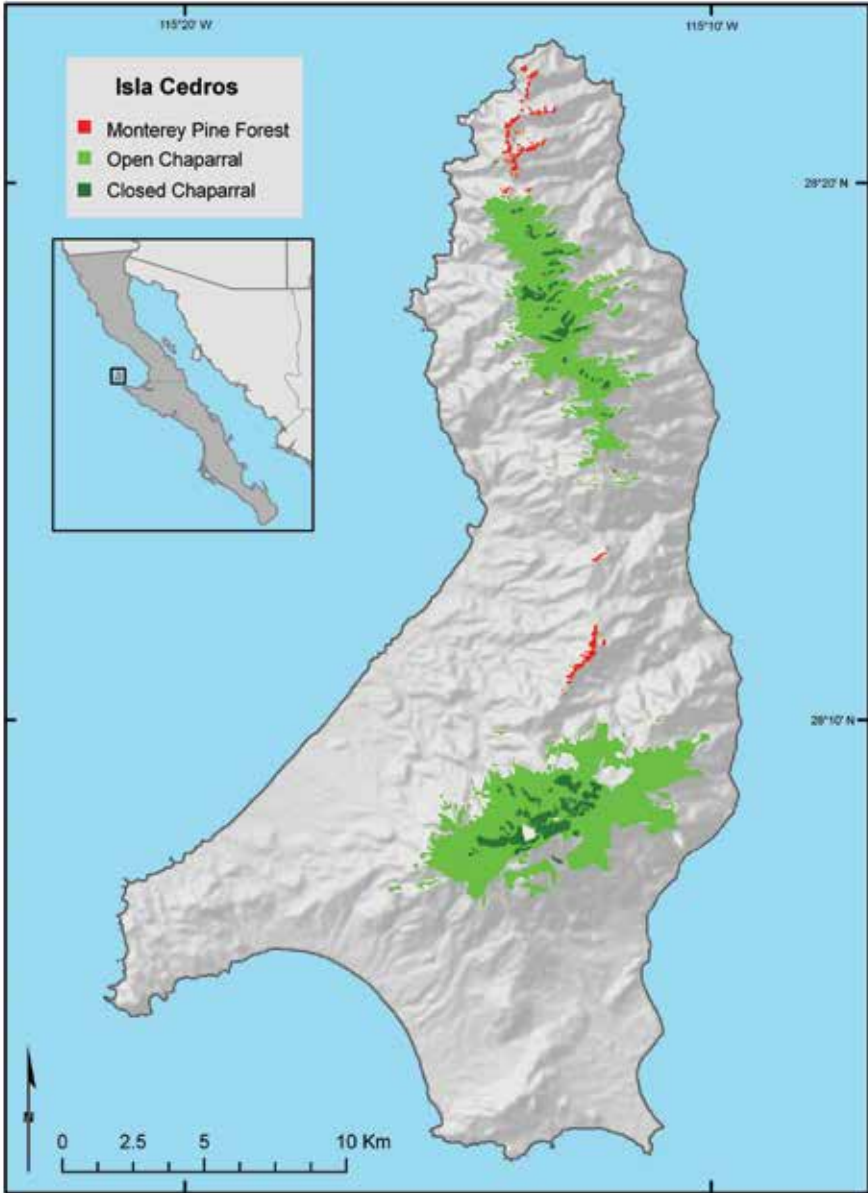 115°20' W
115°10' W
Isla Cedros
Monterey Pine Forest
Open Chaparral
Closed Chaparral
28°20' N
28°10' N
N
0 2.5 5 10 Km